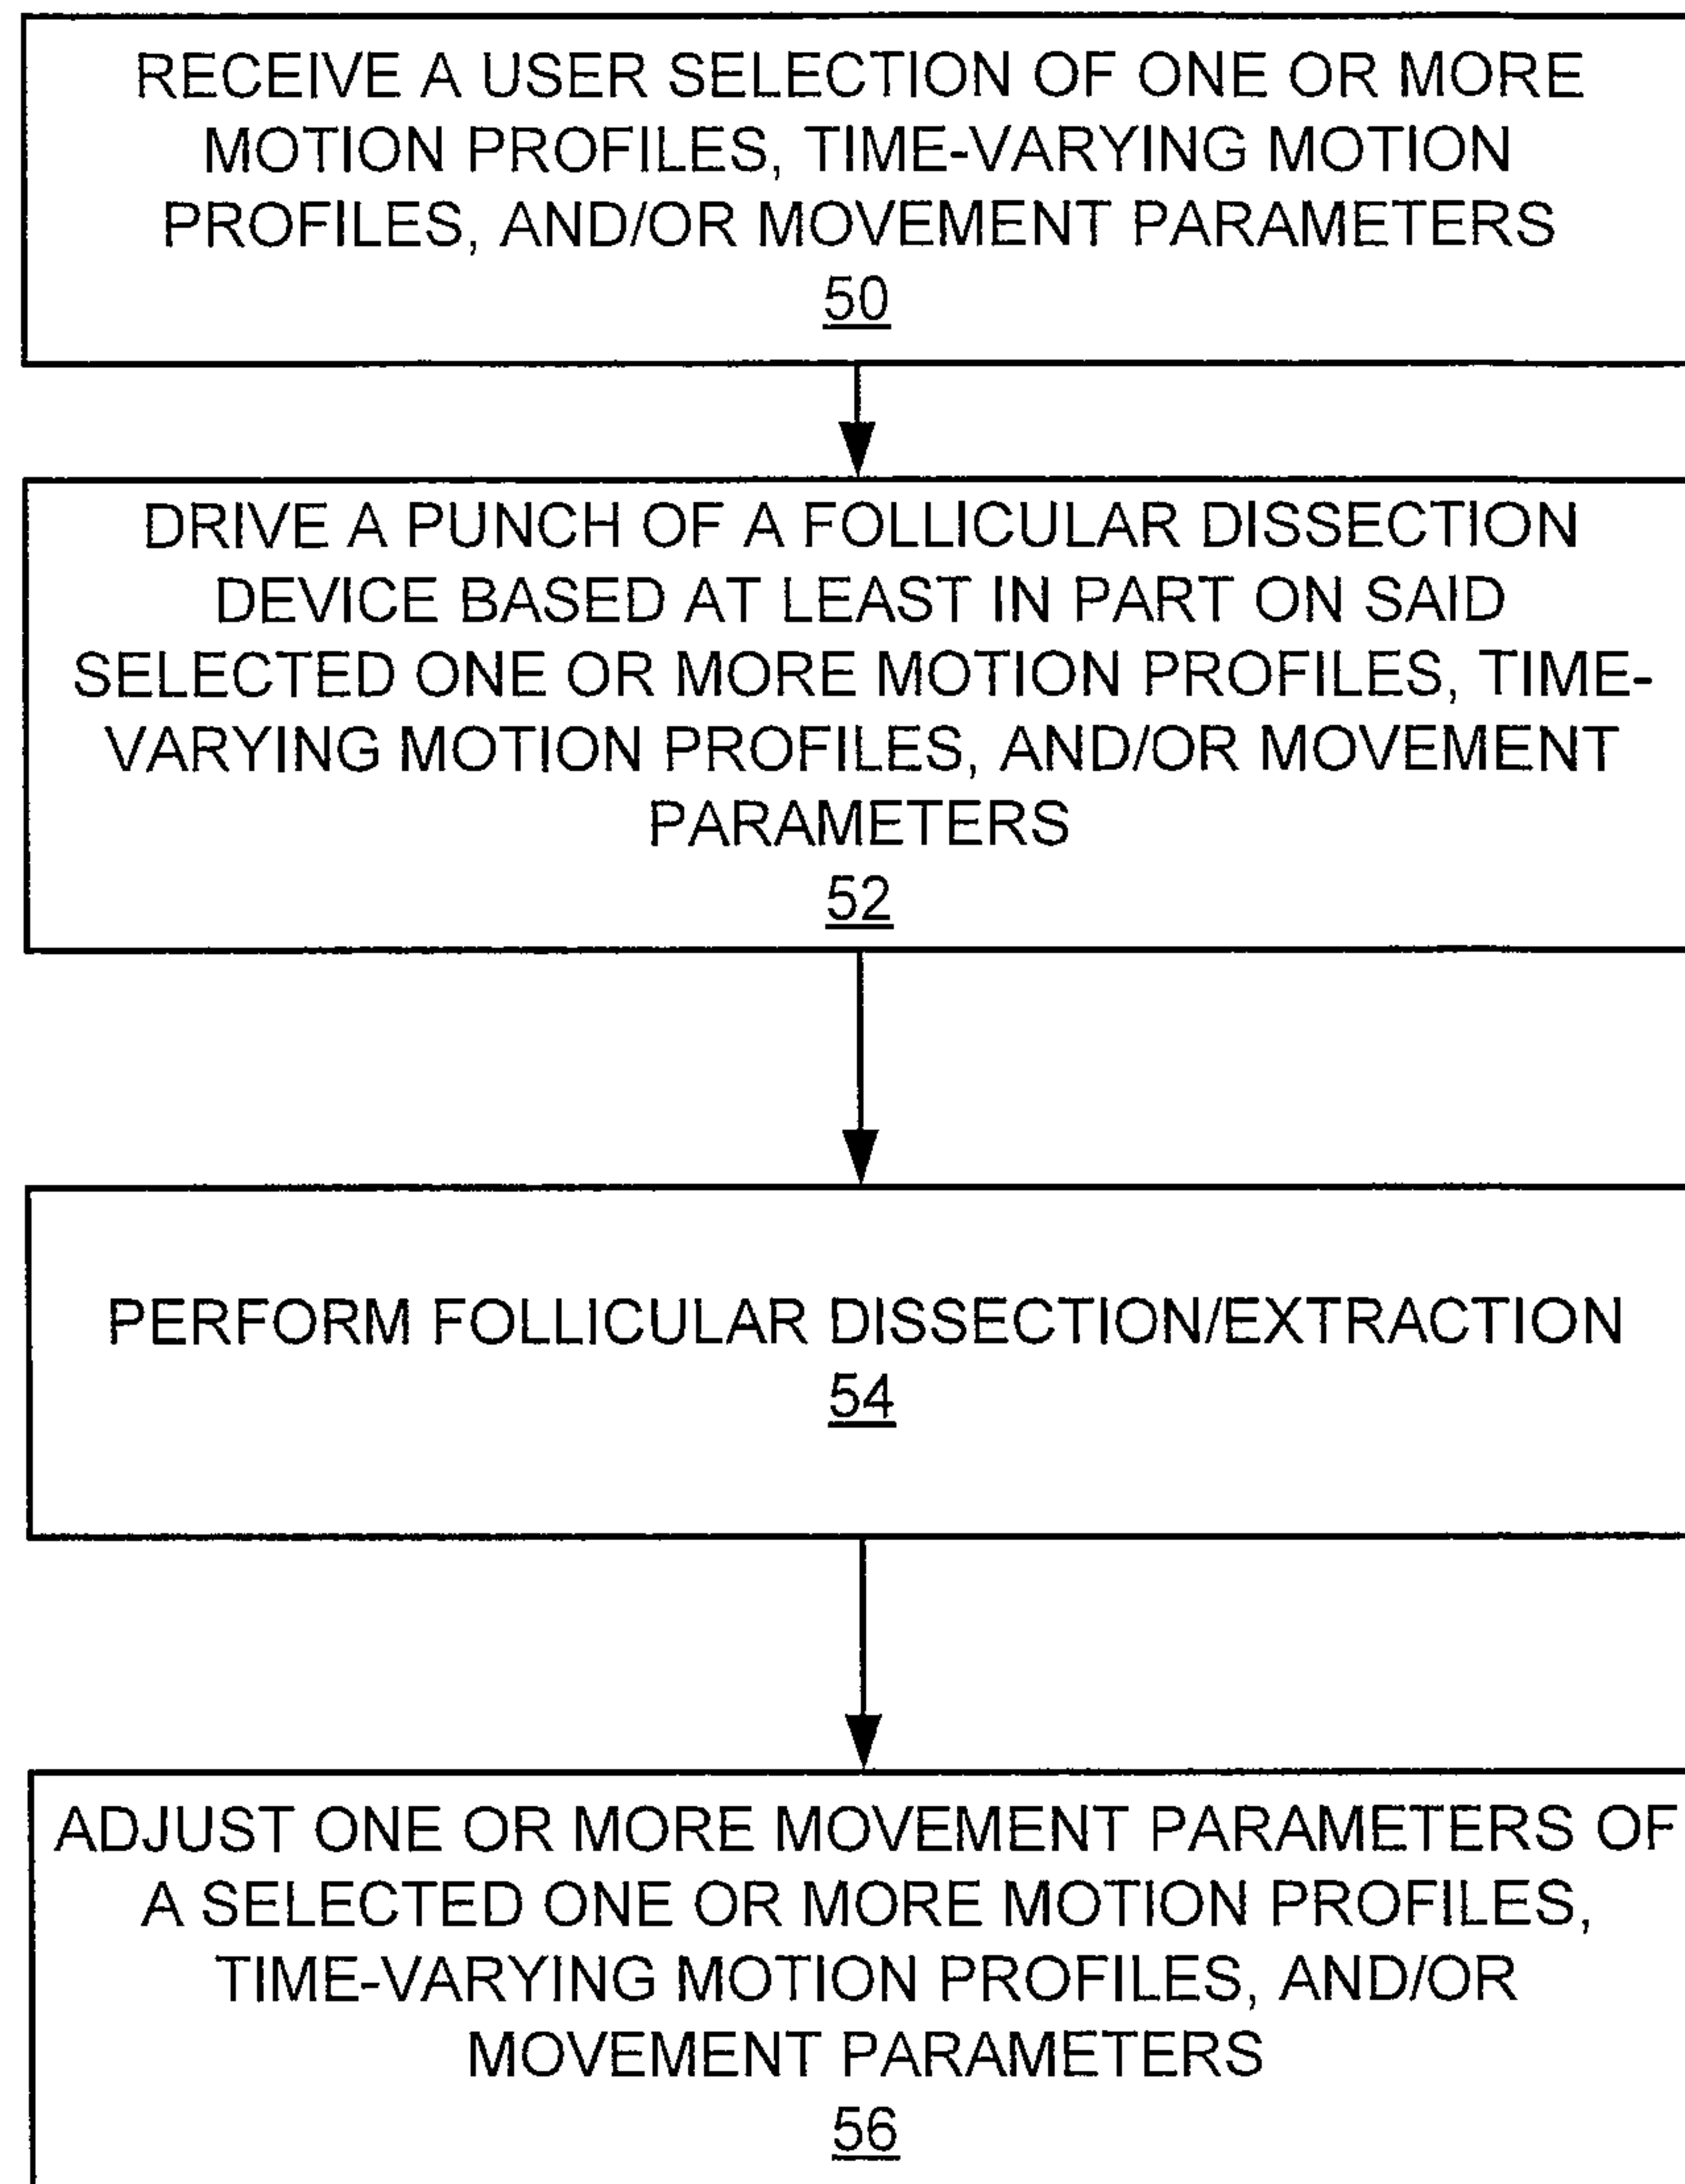 RECEIVE A USER SELECTION OF ONE OR MORE
MOTION PROFILES, TIME-VARYING MOTION
PROFILES, AND/OR MOVEMENT PARAMETERS
50
DRIVE A PUNCH OF A FOLLICULAR DISSECTION
DEVICE BASED AT LEAST IN PART ON SAID
SELECTED ONE OR MORE MOTION PROFILES, TIME-
VARYING MOTION PROFILES, AND/OR MOVEMENT
PARAMETERS
52
PERFORM FOLLICULAR DISSECTION/EXTRACTION
54
ADJUST ONE OR MORE MOVEMENT PARAMETERS OF
A SELECTED ONE OR MORE MOTION PROFILES,
TIME-VARYING MOTION PROFILES, AND/OR
MOVEMENT PARAMETERS
56